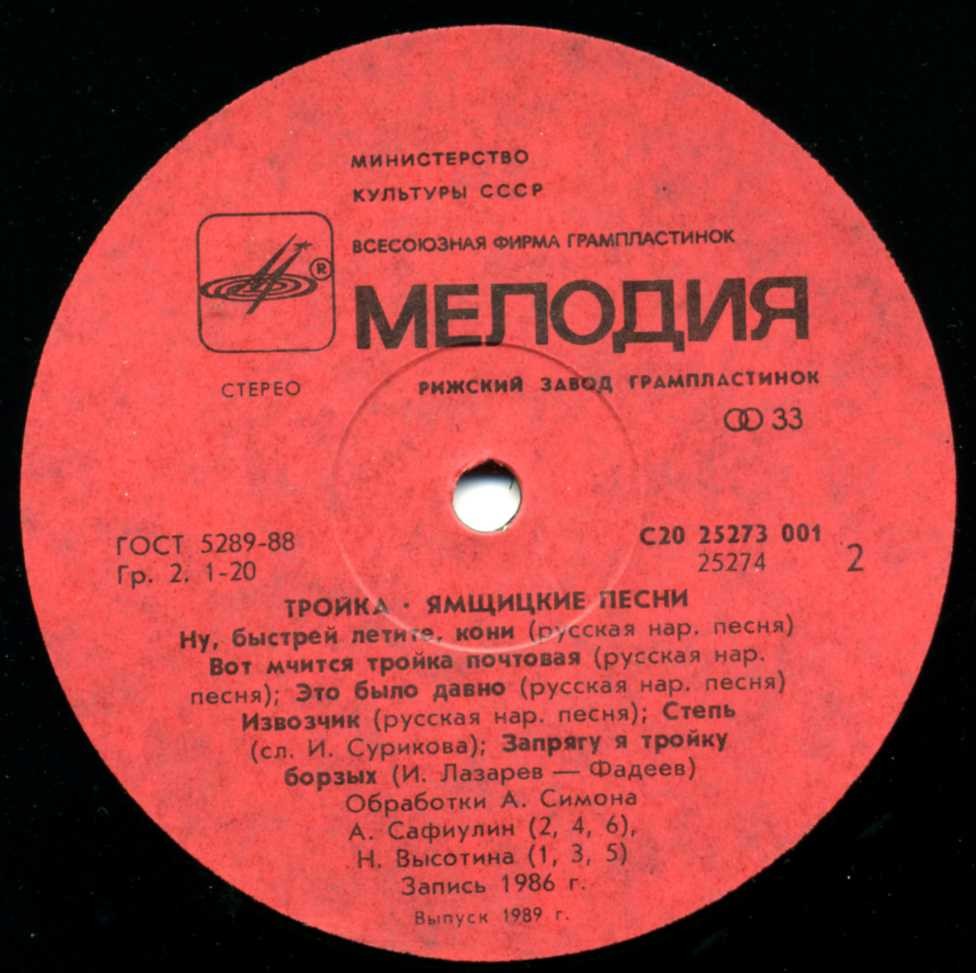 МИНИСТЕРСТВО
КУЛЬТУРЫ СССР
ВСЕСОЮЗНАЯ ФИРМА ГРАМПЛАСТИНОК
®
МЕЛОДИЯ
СТЕРЕО
РИЖСКИЙ ЗАВОД ГРАМПЛАСТИНОК
33
ГОСТ 5289-88
Гр. 2. 1-20
С20 25273 001
25274
2
ТРОЙКА · ЯМЩИЦКИЕ ПЕСНИ
Ну, быстрей летите, кони (русская нар. песня)
Вот мчится тройка почтовая (русская нар.
песня); Это было давно (русская нар. песня)
Извозчик (русская нар. песня); Степь
(сл. И. Сурикова); Запрягу я тройку
борзых (И. Лазарев — Фадеев)
Обработки А. Симона
А. Сафиулин (2, 4, 6),
Н. Высотина (1, 3, 5)
Запись 1986 г.
Выпуск 1989 г.